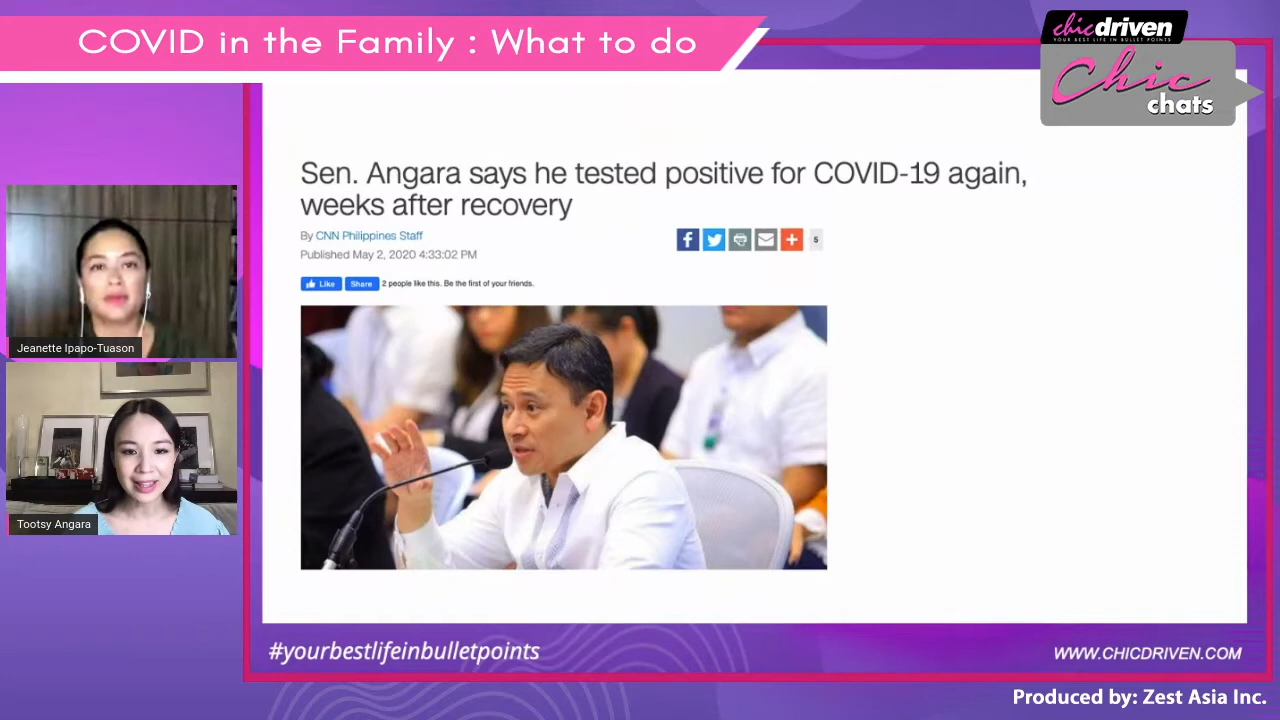 COVID in the Family : What to do
chicdriven
YOUR BEST LIFE IN BULLET POINTS
Chic
chats
Sen. Angara says he tested positive for COVID-19 again,
weeks after recovery
By CNN Philippines Staff
Published May 2, 2020 4:33:02 PM
5
Like Share 2 people like this. Be the first of your friends.
Jeanette Ipapo-Tuason
Tootsy Angara
#yourbestlifeinbulletpoints
WWW.CHICDRIVEN.COM
Produced by: Zest Asia Inc.